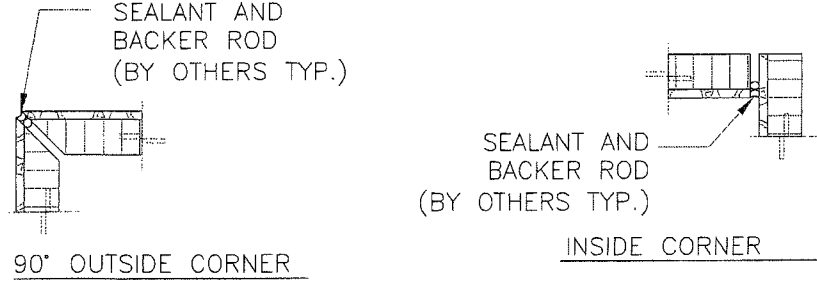 SEALANT AND
BACKER ROD
(BY OTHERS TYP.)
90° OUTSIDE CORNER
SEALANT AND
BACKER ROD
(BY OTHERS TYP.)
INSIDE CORNER